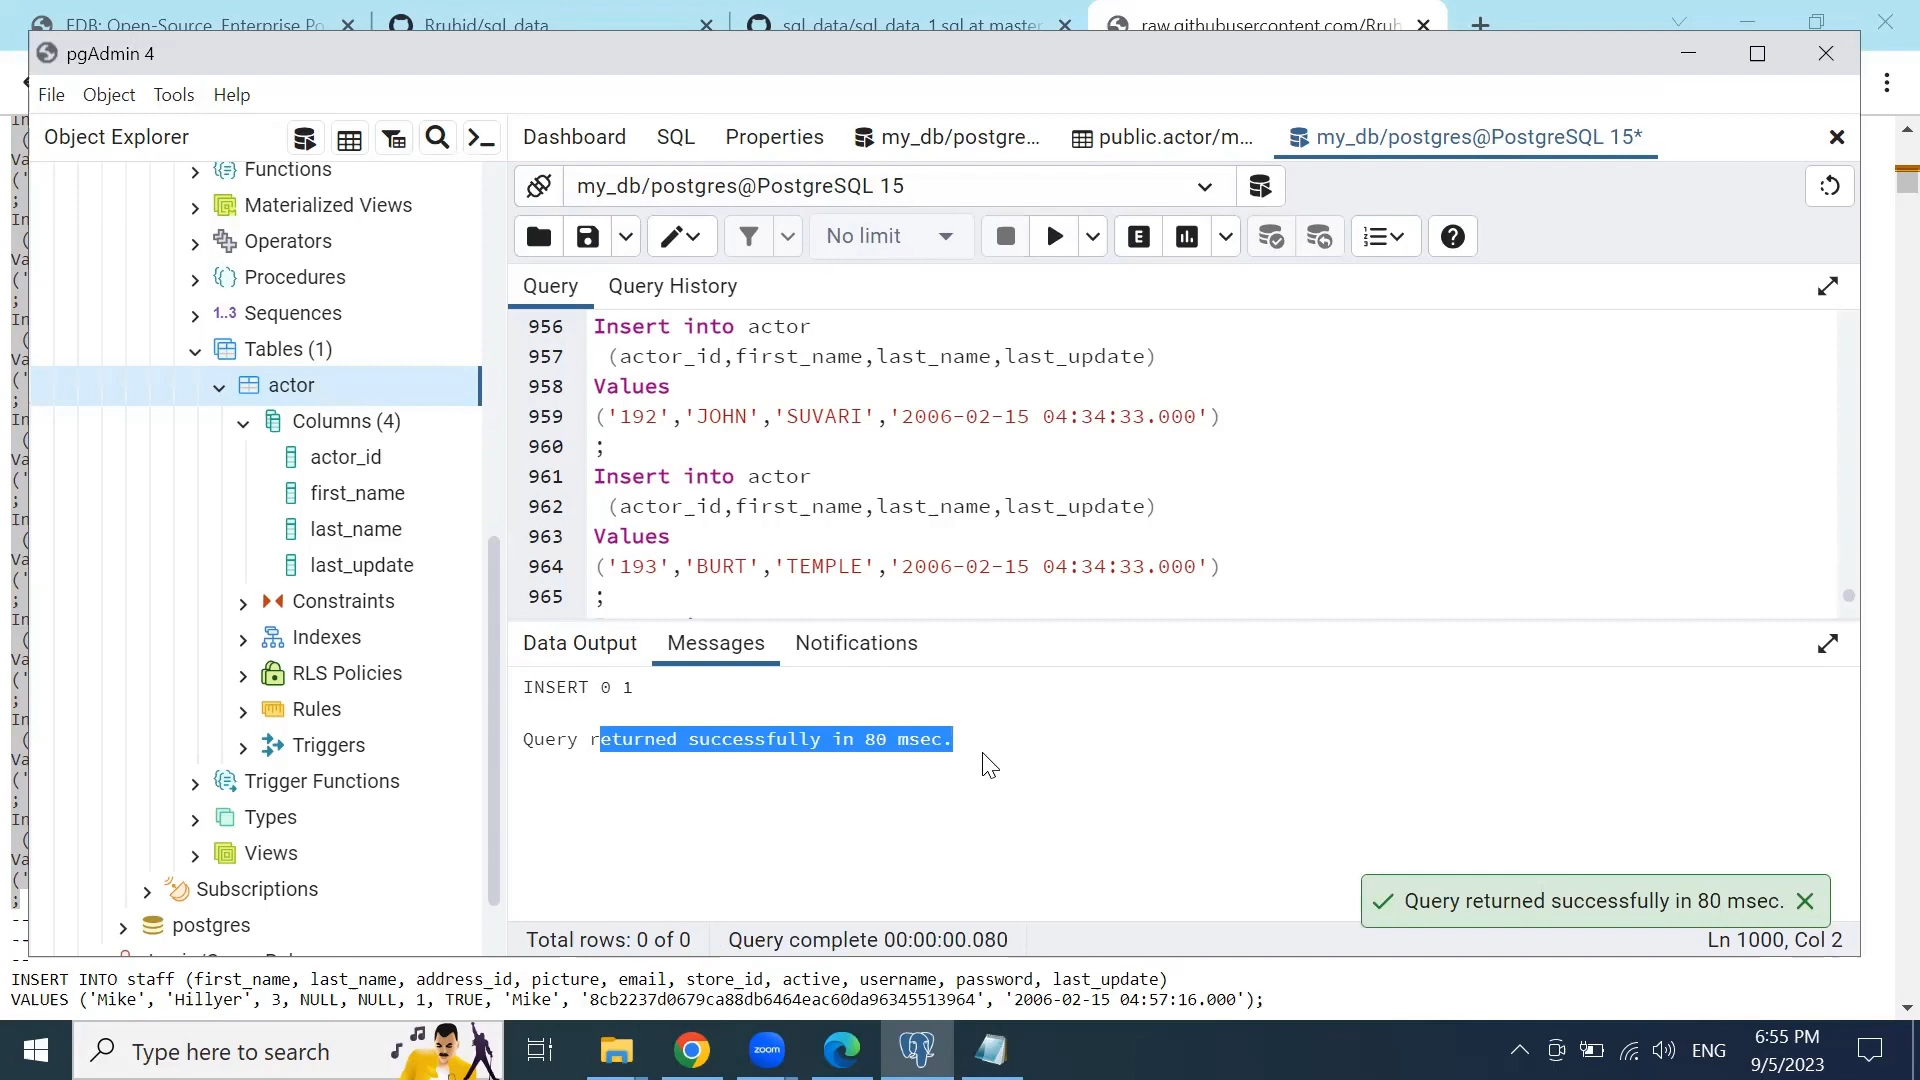 EDB: Open-Source, Enterprise Po
Rruhid/sql_data
sql_data/sql_data_1.sql at master
raw.githubusercontent.com/Rruh
pgAdmin 4
File Object Tools Help
Object Explorer
Dashboard SQL Properties my_db/postgre... public.actor/m... my_db/postgres@PostgreSQL 15*
my_db/postgres@PostgreSQL 15
No limit
Query Query History
Functions
Materialized Views
Operators
Procedures
1..3 Sequences
Tables (1)
actor
Columns (4)
actor_id
first_name
last_name
last_update
Constraints
Indexes
RLS Policies
Rules
Triggers
Trigger Functions
Types
Views
Subscriptions
postgres
956 Insert into actor
957 (actor_id,first_name,last_name,last_update)
958 Values
959 ('192','JOHN','SUVARI','2006-02-15 04:34:33.000')
960 ;
961 Insert into actor
962 (actor_id,first_name,last_name,last_update)
963 Values
964 ('193','BURT','TEMPLE','2006-02-15 04:34:33.000')
965 ;
Data Output Messages Notifications
INSERT 0 1
Query returned successfully in 80 msec.
Query returned successfully in 80 msec.
Total rows: 0 of 0 Query complete 00:00:00.080 Ln 1000, Col 2
INSERT INTO staff (first_name, last_name, address_id, picture, email, store_id, active, username, password, last_update)
VALUES ('Mike', 'Hillyer', 3, NULL, NULL, 1, TRUE, 'Mike', '8cb2237d0679ca88db6464eac60da96345513964', '2006-02-15 04:57:16.000');
Type here to search
zoom
ENG
6:55 PM
9/5/2023